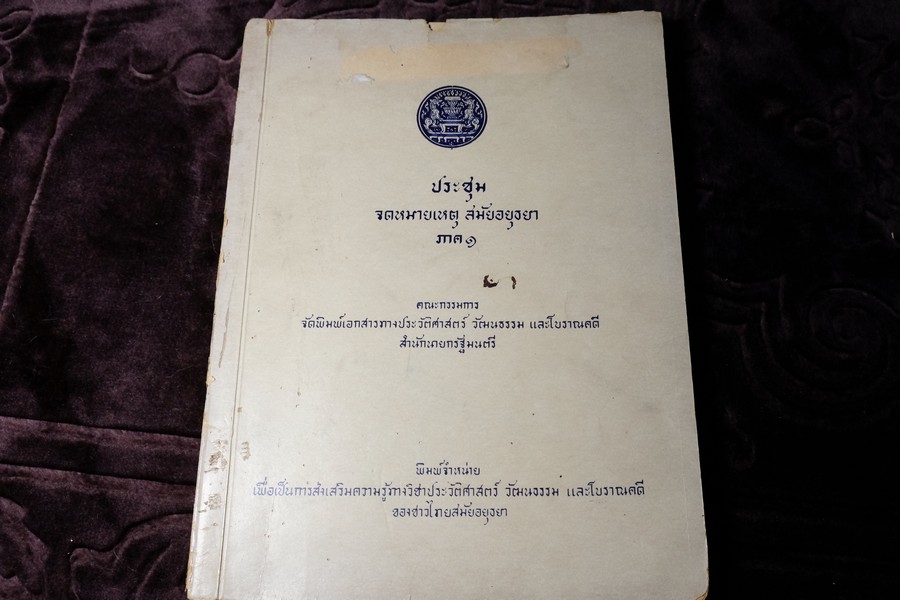 ประชุม
จดหมายเหตุ สมัยอยุธยา
ภาค ๑
คณะกรรมการ
จัดพิมพ์เอกสารทางประวัติศาสตร์ วัฒนธรรม และโบราณคดี
สำนักนายกรัฐมนตรี
พิมพ์จำหน่าย
เพื่อเป็นการส่งเสริมความรู้ทางวิชาประวัติศาสตร์ วัฒนธรรม และโบราณคดี
ของชาวไทยสมัยอยุธยา